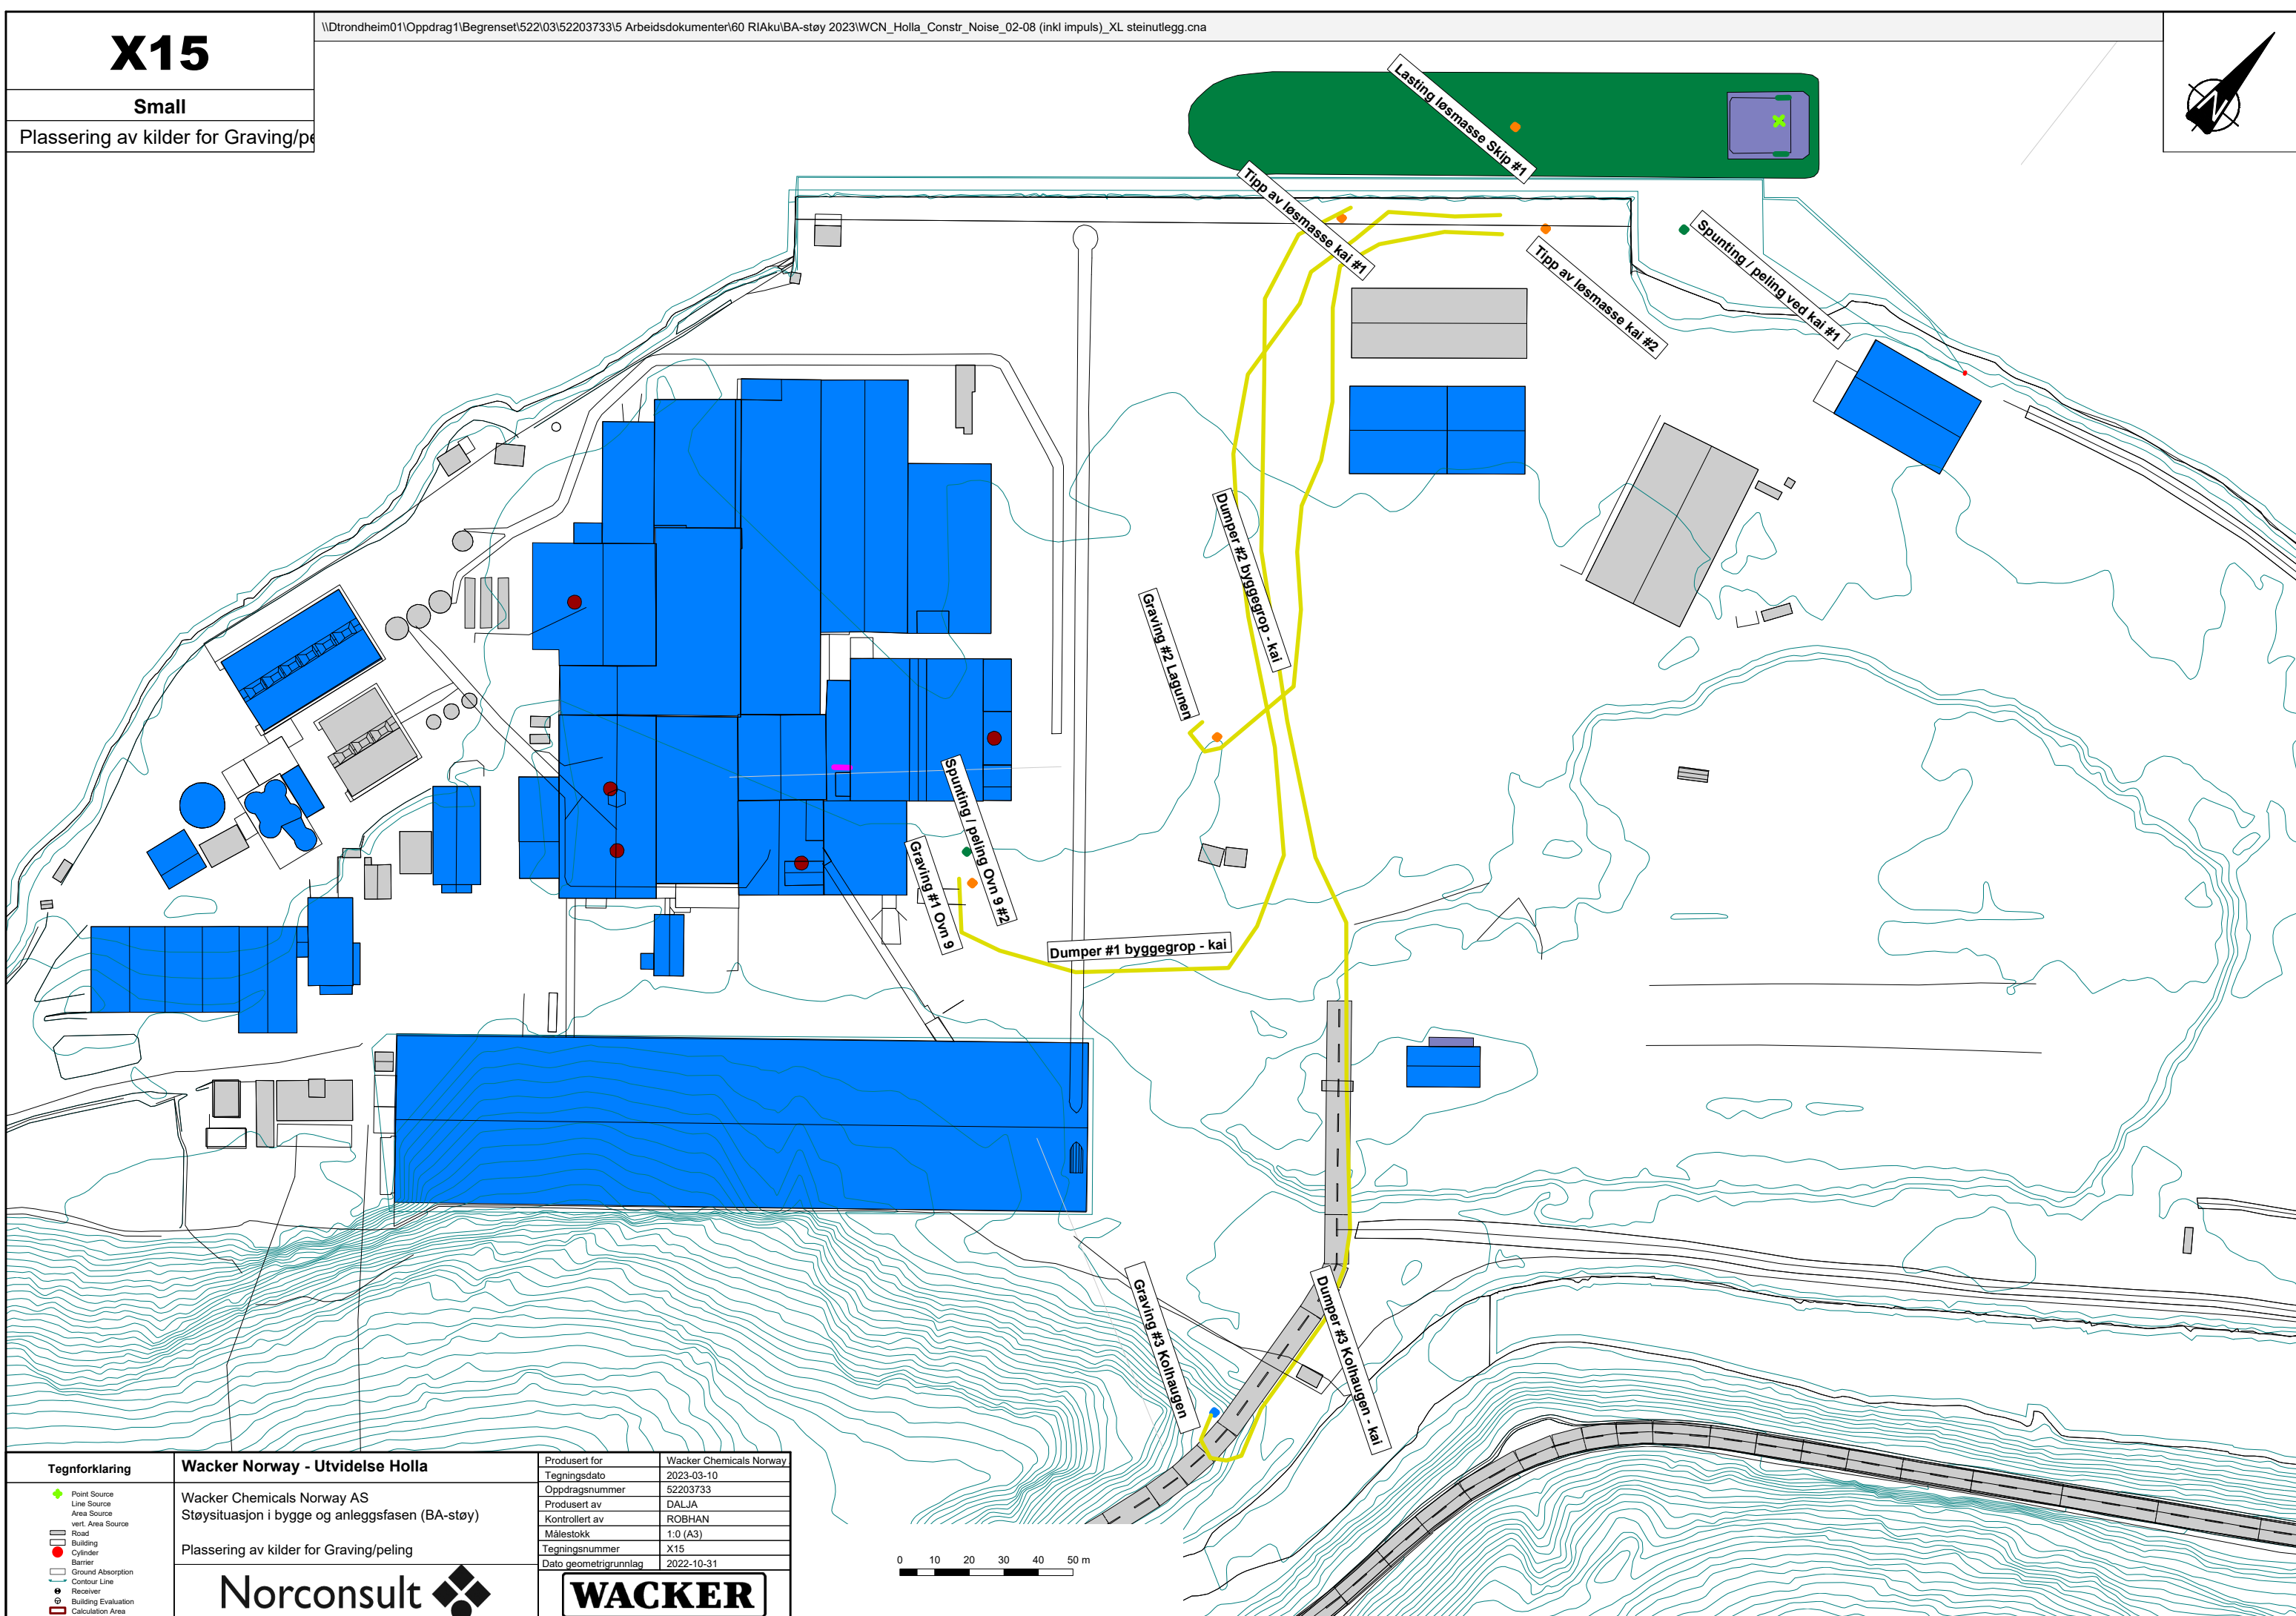 X15
\\Dtrondheim01\Oppdrag1\Begrenset\522\03\52203733\5 Arbeidsdokumenter\60 RIAku\BA-støy 2023\WCN_Holla_Constr_Noise_02-08 (inkl impuls)_XL steinutlegg.cna
Small
Plassering av kilder for Graving/pe
N
Lasting løsmasse Skip #1
Tipp av løsmasse kai #1
Tipp av løsmasse kai #2
Spunting / peling ved kai #1
Dumper #2 byggegrop - kai
Graving #2 Lagunen
Spunting / peling Ovn 9 #2
Graving #1 Ovn 9
Dumper #1 byggegrop - kai
Graving #3 Kolhaugen
Dumper #3 Kolhaugen - kai
Tegnforklaring
Point Source
Line Source
Area Source
vert. Area Source
Road
Building
Cylinder
Barrier
Ground Absorption
Contour Line
Receiver
Building Evaluation
Calculation Area
Wacker Norway - Utvidelse Holla
Wacker Chemicals Norway AS
Støysituasjon i bygge og anleggsfasen (BA-støy)
Plassering av kilder for Graving/peling
Norconsult
Produsert for Wacker Chemicals Norway
Tegningsdato 2023-03-10
Oppdragsnummer 52203733
Produsert av DALJA
Kontrollert av ROBHAN
Målestokk 1:0 (A3)
Tegningsnummer X15
Dato geometrigrunnlag 2022-10-31
WACKER
0 10 20 30 40 50 m